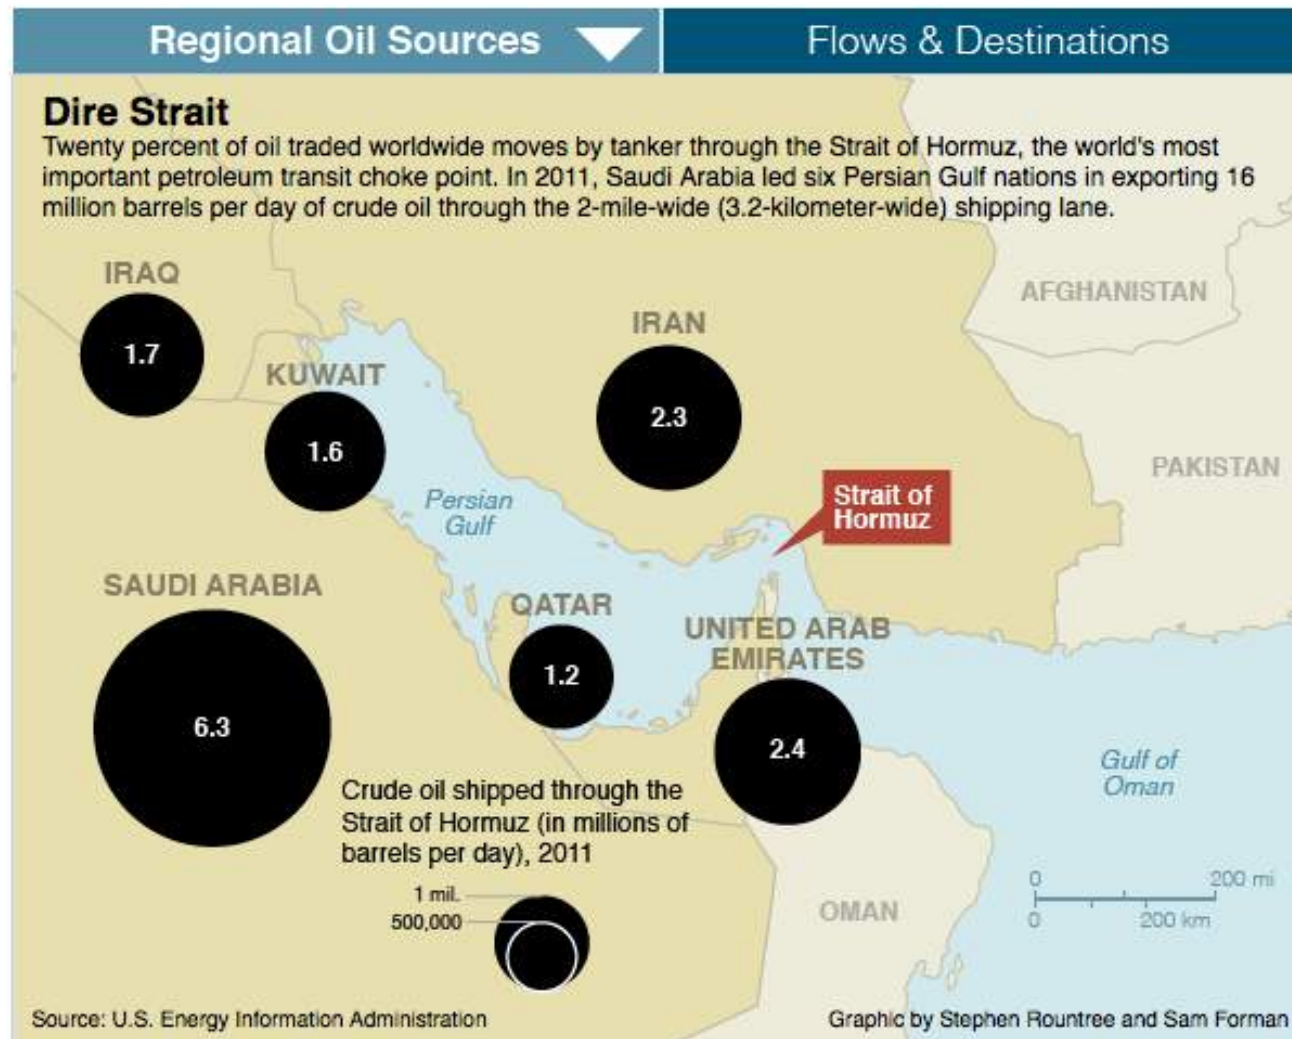 Regional Oil Sources
Flows & Destinations
Dire Strait
Twenty percent of oil traded worldwide moves by tanker through the Strait of Hormuz, the world's most
important petroleum transit choke point. In 2011, Saudi Arabia led six Persian Gulf nations in exporting 16
million barrels per day of crude oil through the 2-mile-wide (3.2-kilometer-wide) shipping lane.
IRAQ
1.7
KUWAIT
1.6
IRAN
2.3
AFGHANISTAN
PAKISTAN
Persian
Gulf
Strait of
Hormuz
SAUDI ARABIA
6.3
QATAR
1.2
UNITED ARAB
EMIRATES
2.4
Gulf of
Oman
Crude oil shipped through the
Strait of Hormuz (in millions of
barrels per day), 2011
1 mil.
500,000
OMAN
0 200 mi
0 200 km
Source: U.S. Energy Information Administration
Graphic by Stephen Rountree and Sam Forman